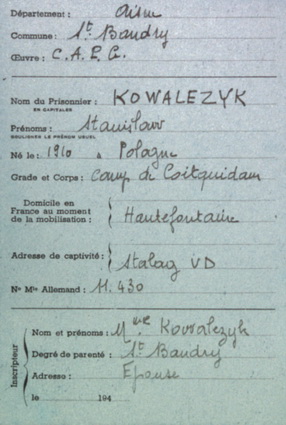 Département : Aisne
Commune : St Baudry
Œuvre : C.A.P.G.
Nom du Prisonnier : KOWALEZYK
EN CAPITALES
Prénoms : Stanislaw
SOULIGNER LE PRÉNOM USUEL
Né le : 1910 à Pologne
Grade et Corps : Camp de Coëtquidam
Domicile en
France au moment
de la mobilisation : Hautefontaine
Adresse de captivité : Stalag VD
No Mle Allemand : 11.430
Inscripteur
Nom et prénoms : Mme Kowalezyk
Degré de parenté : St Baudry
Adresse : Epouse
le 194